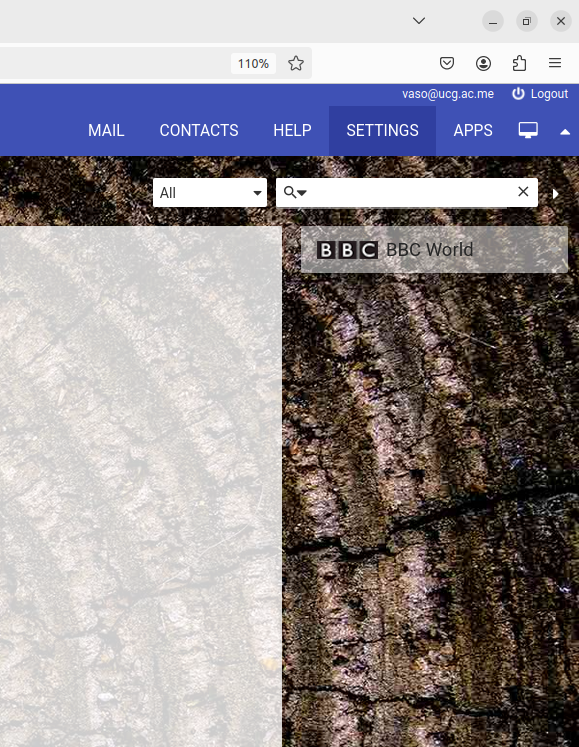 110%
vaso@ucg.ac.me Logout
MAIL CONTACTS HELP SETTINGS APPS
All
BBC BBC World